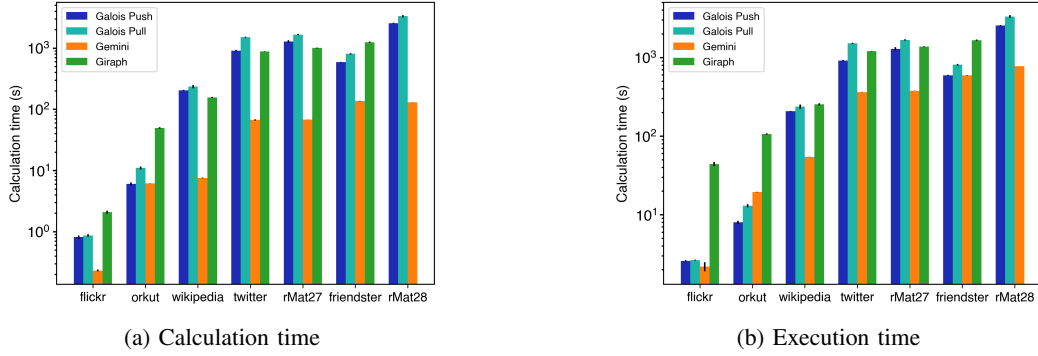 Calculation time (s)
10³
10²
10¹
10⁰
Galois Push
Galois Pull
Gemini
Giraph
flickr orkut wikipedia twitter rMat27 friendster rMat28
(a) Calculation time
Calculation time (s)
10³
10²
10¹
Galois Push
Galois Pull
Gemini
Giraph
flickr orkut wikipedia twitter rMat27 friendster rMat28
(b) Execution time